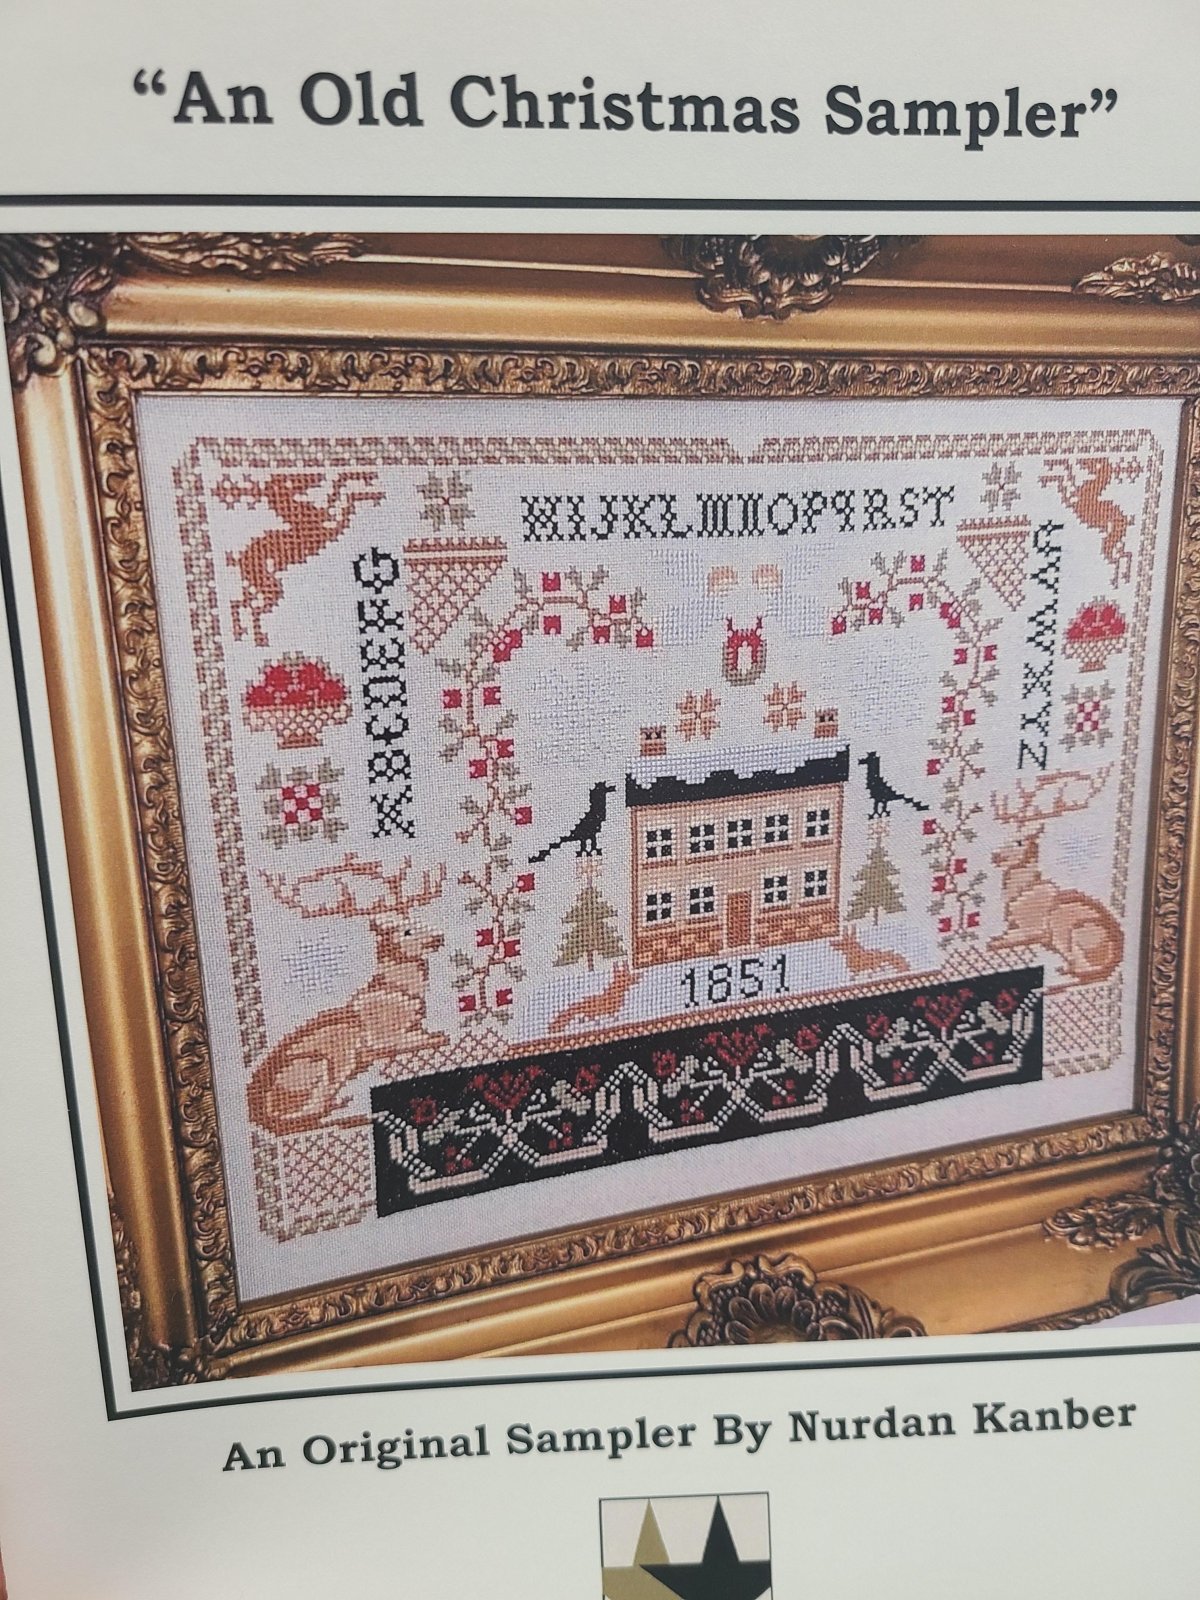 “An Old Christmas Sampler”
ABCDEFG
HIJKLMNOPQRST
UVWXYZ
1851
An Original Sampler By Nurdan Kanber